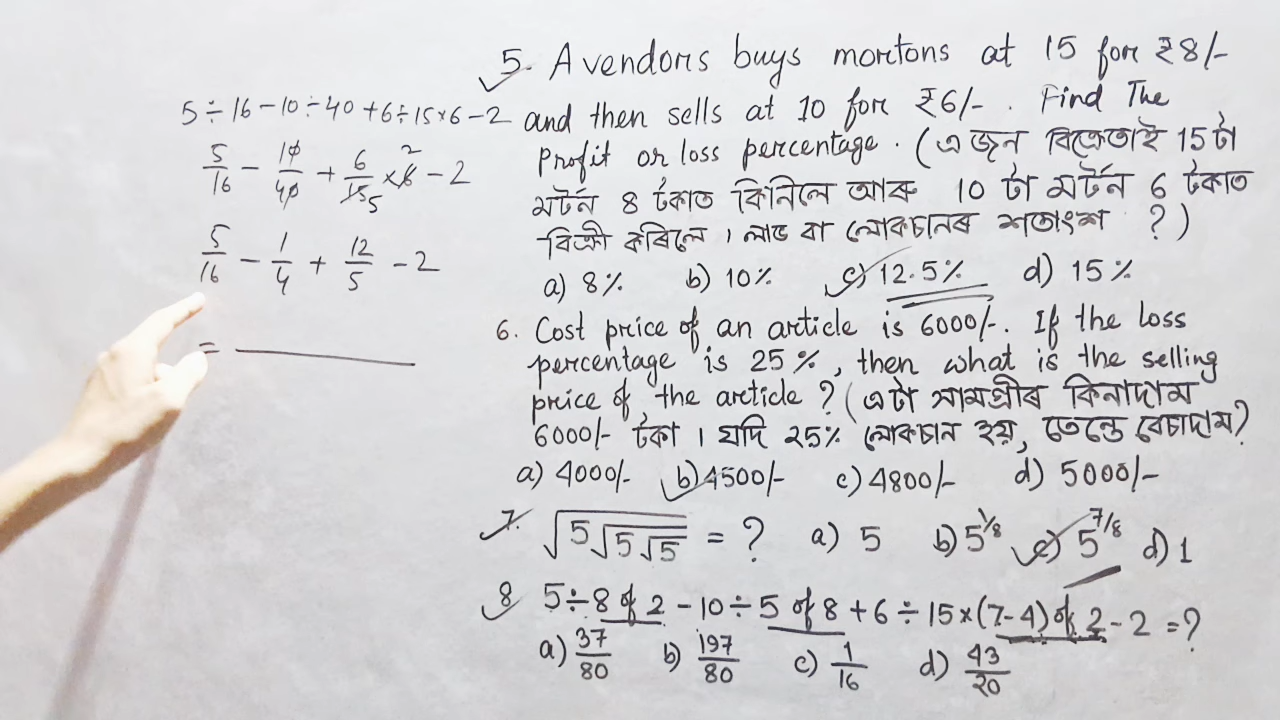 5 ÷ 16 - 10 ÷ 40 + 6 ÷ 15 × 6 - 2
5/16 - 10/40 + 6/15 5 × 6 2 - 2
5/16 - 1/4 + 12/5 - 2
=
5. A vendors buys mortons at 15 for ₹8/-
and then sells at 10 for ₹6/-. Find The
Profit or loss percentage. (এজন বিক্ৰেতাই 15 টা
মৰ্টন 8 টকাত কিনিলে আৰু 10 টা মৰ্টন 6 টকাত
বিক্ৰী কৰিলে। লাভ বা লোকচানৰ শতাংশ ?)
a) 8% b) 10% c) 12.5% d) 15%
6. Cost price of an article is 6000/-. If the loss
percentage is 25%, then what is the selling
price of the article? (এটা সামগ্ৰীৰ কিনাদাম
6000/- টকা। যদি 25% লোকচান হয়, তেন্তে বেচাদাম?
a) 4000/- b) 4500/- c) 4800/- d) 5000/-
7. √5√5√5 = ? a) 5 b) 5^1/8 c) 5^7/8 d) 1
8 5 ÷ 8 of 2 - 10 ÷ 5 of 8 + 6 ÷ 15 × (7-4) of 2 - 2 = ?
a) 37/80 b) 197/80 c) 1/16 d) 43/20